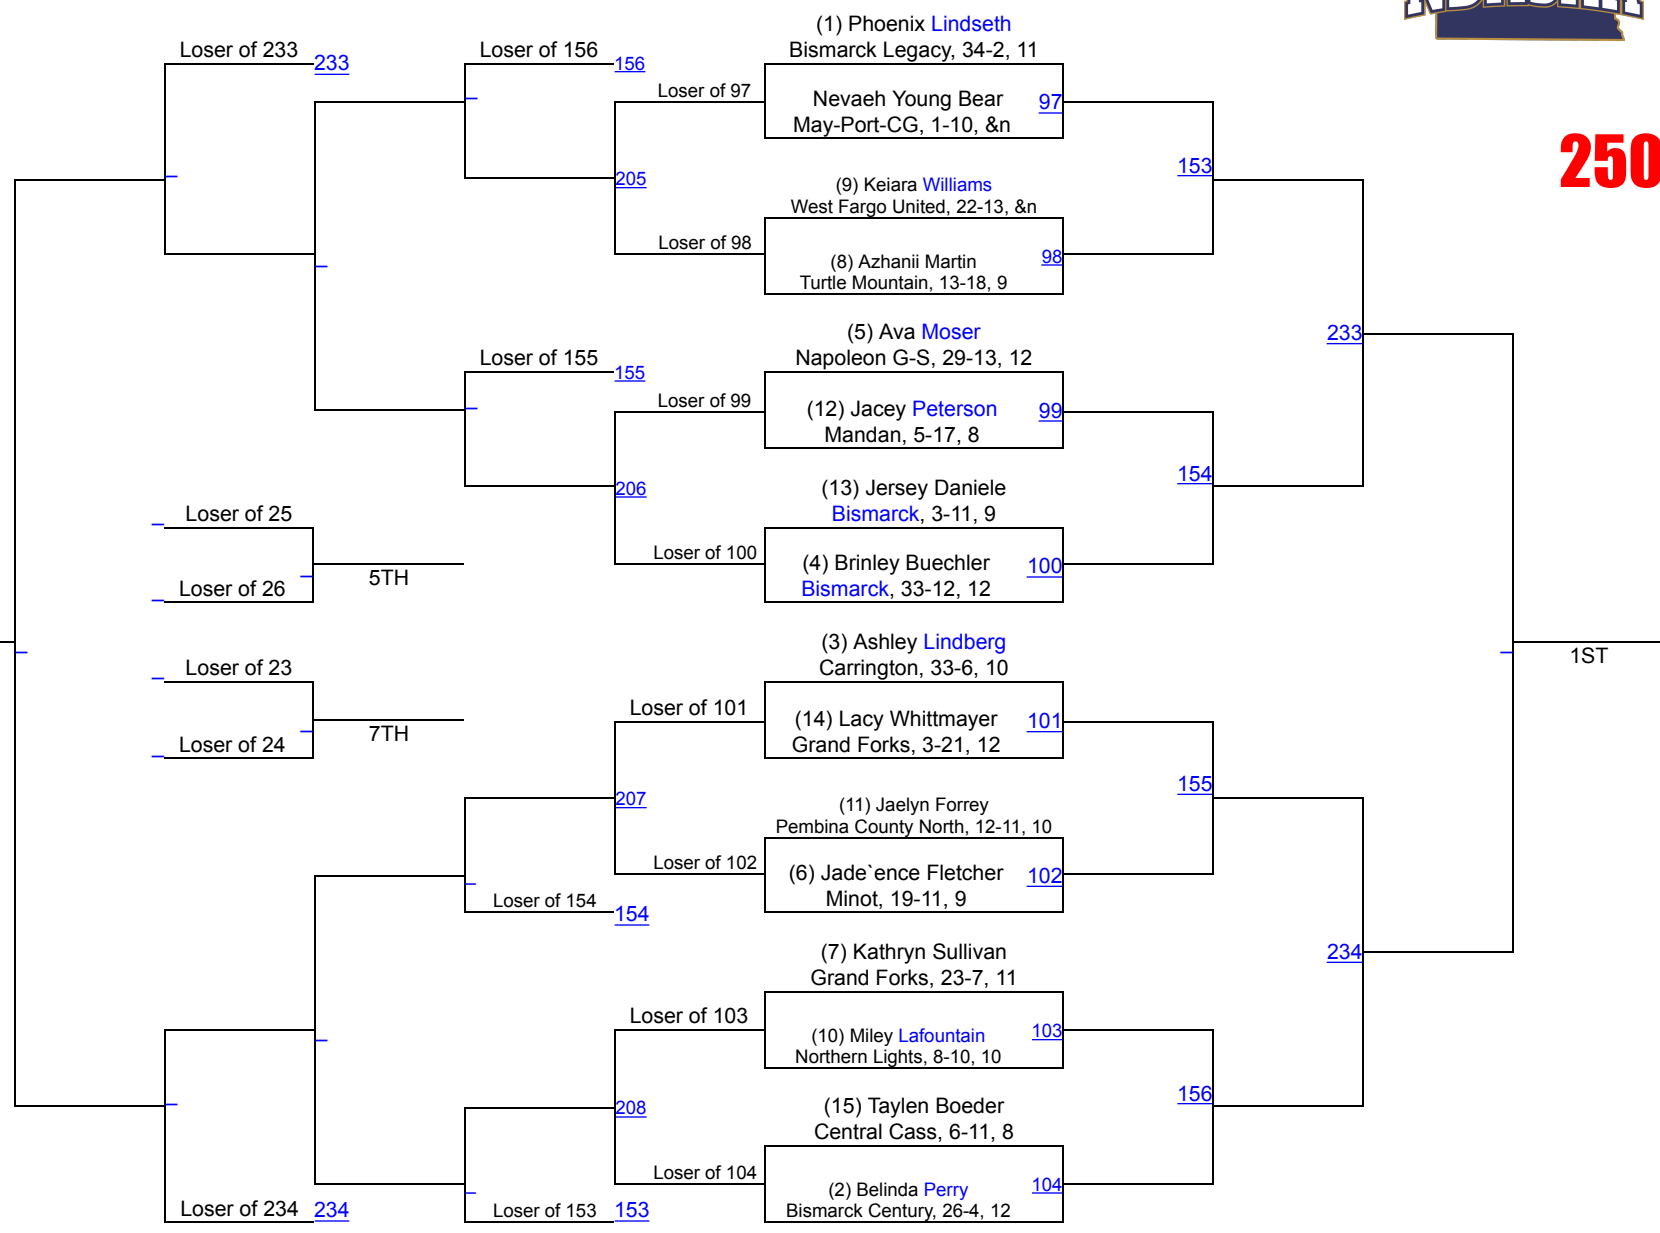 NDHSAA
250
Loser of 233 233
Loser of 156 156
(1) Phoenix Lindseth
Bismarck Legacy, 34-2, 11
Loser of 97
Nevaeh Young Bear 97
May-Port-CG, 1-10, &n
153
205
(9) Keiara Williams
West Fargo United, 22-13, &n
Loser of 98
(8) Azhanii Martin 98
Turtle Mountain, 13-18, 9
233
Loser of 155 155
(5) Ava Moser
Napoleon G-S, 29-13, 12
Loser of 99
(12) Jacey Peterson 99
Mandan, 5-17, 8
154
206
(13) Jersey Daniele
Bismarck, 3-11, 9
Loser of 100
(4) Brinley Buechler 100
Bismarck, 33-12, 12
Loser of 25
Loser of 26
5TH
1ST
Loser of 23
Loser of 24
7TH
(3) Ashley Lindberg
Carrington, 33-6, 10
Loser of 101
(14) Lacy Whittmayer 101
Grand Forks, 3-21, 12
155
207
(11) Jaelyn Forrey
Pembina County North, 12-11, 10
Loser of 102
(6) Jade`ence Fletcher 102
Minot, 19-11, 9
Loser of 154 154
234
(7) Kathryn Sullivan
Grand Forks, 23-7, 11
Loser of 103
(10) Miley Lafountain 103
Northern Lights, 8-10, 10
156
208
(15) Taylen Boeder
Central Cass, 6-11, 8
Loser of 104
(2) Belinda Perry 104
Bismarck Century, 26-4, 12
Loser of 234 234
Loser of 153 153